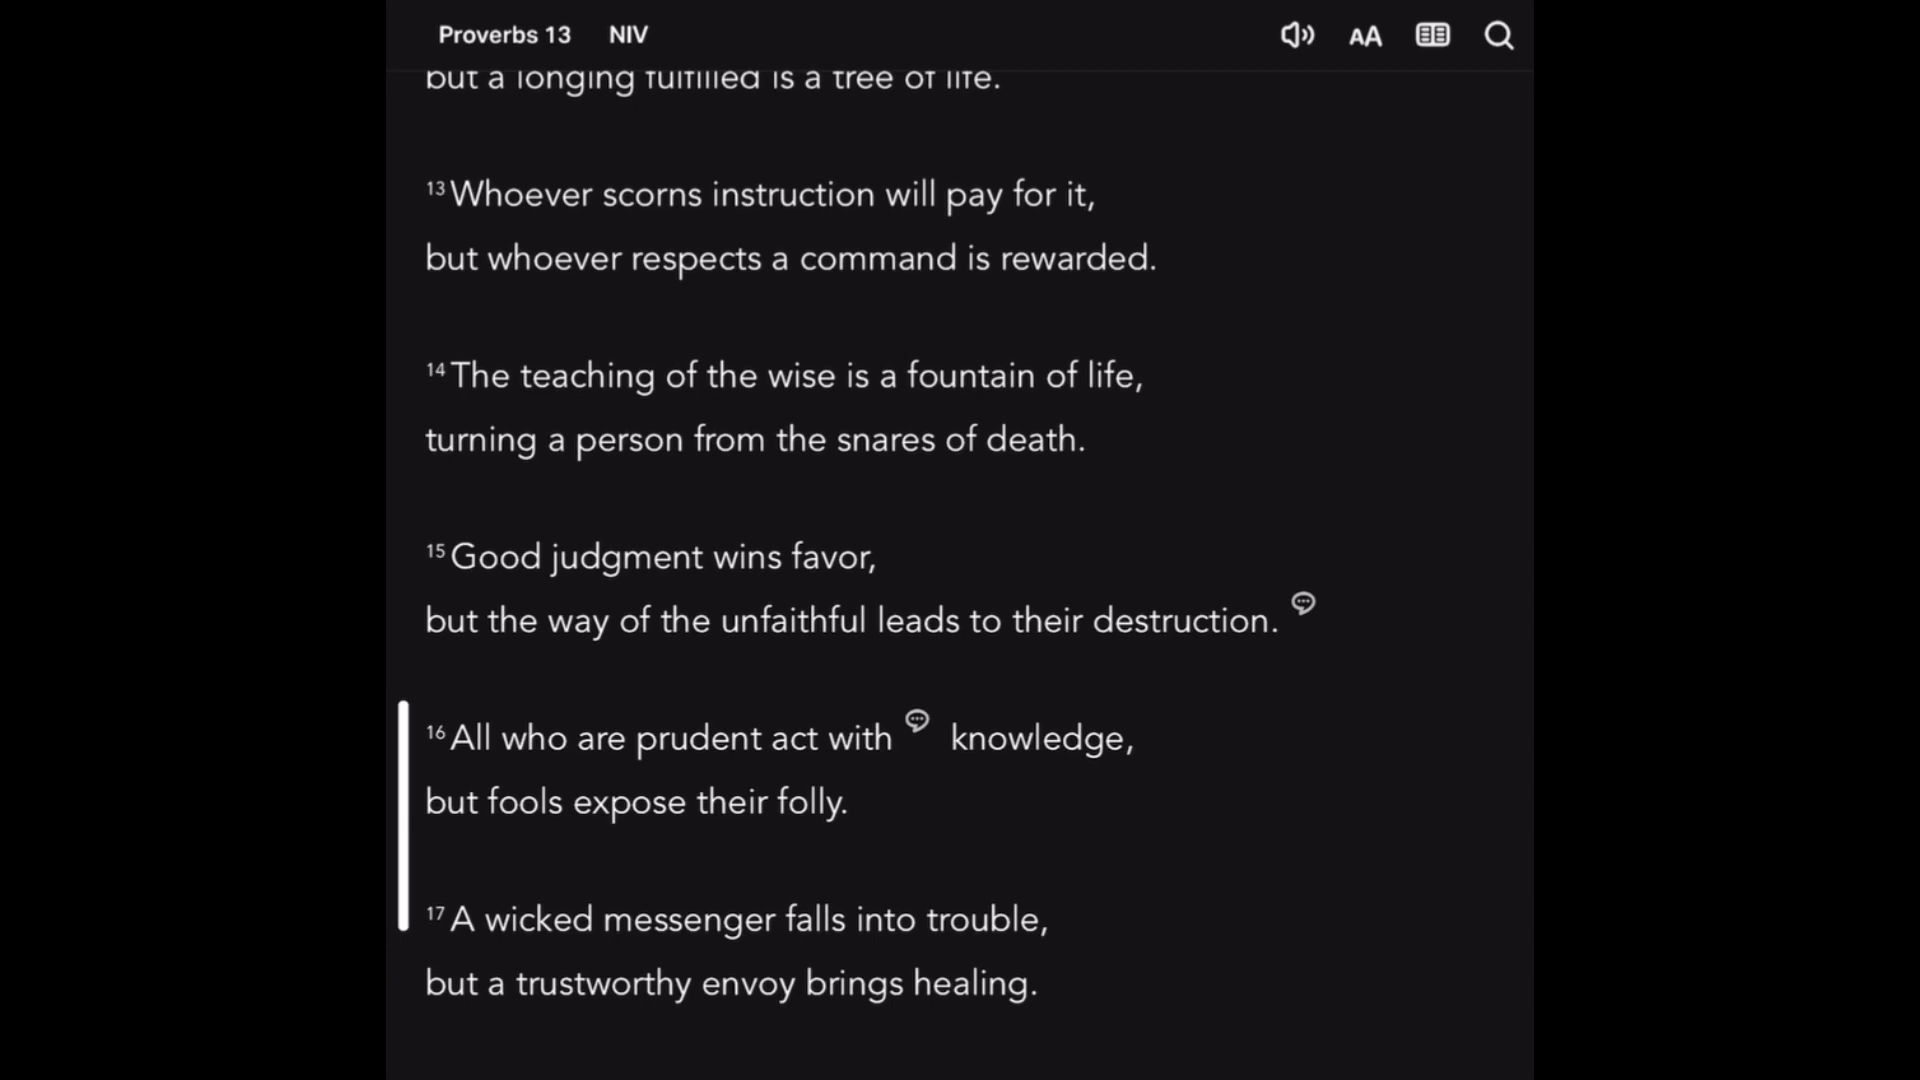 Proverbs 13 NIV
AA
but a longing fulfilled is a tree of life.
13 Whoever scorns instruction will pay for it,
but whoever respects a command is rewarded.
14 The teaching of the wise is a fountain of life,
turning a person from the snares of death.
15 Good judgment wins favor,
but the way of the unfaithful leads to their destruction.
16 All who are prudent act with knowledge,
but fools expose their folly.
17 A wicked messenger falls into trouble,
but a trustworthy envoy brings healing.